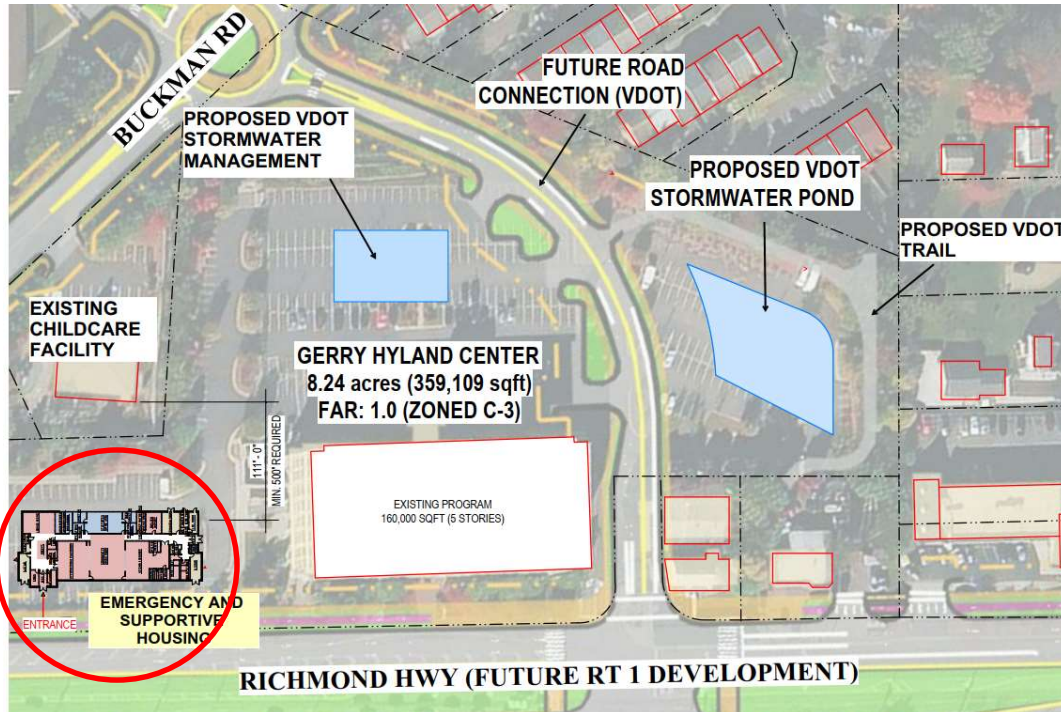 BUCKMAN RD
FUTURE ROAD
CONNECTION (VDOT)
PROPOSED VDOT
STORMWATER
MANAGEMENT
PROPOSED VDOT
STORMWATER POND
PROPOSED VDOT
TRAIL
EXISTING
CHILDCARE
FACILITY
GERRY HYLAND CENTER
8.24 acres (359,109 sqft)
FAR: 1.0 (ZONED C-3)
111'- 0"
MIN. 500' REQUIRED
EXISTING PROGRAM
160,000 SQFT (5 STORIES)
EMERGENCY AND
SUPPORTIVE
HOUSING
ENTRANCE
RICHMOND HWY (FUTURE RT 1 DEVELOPMENT)